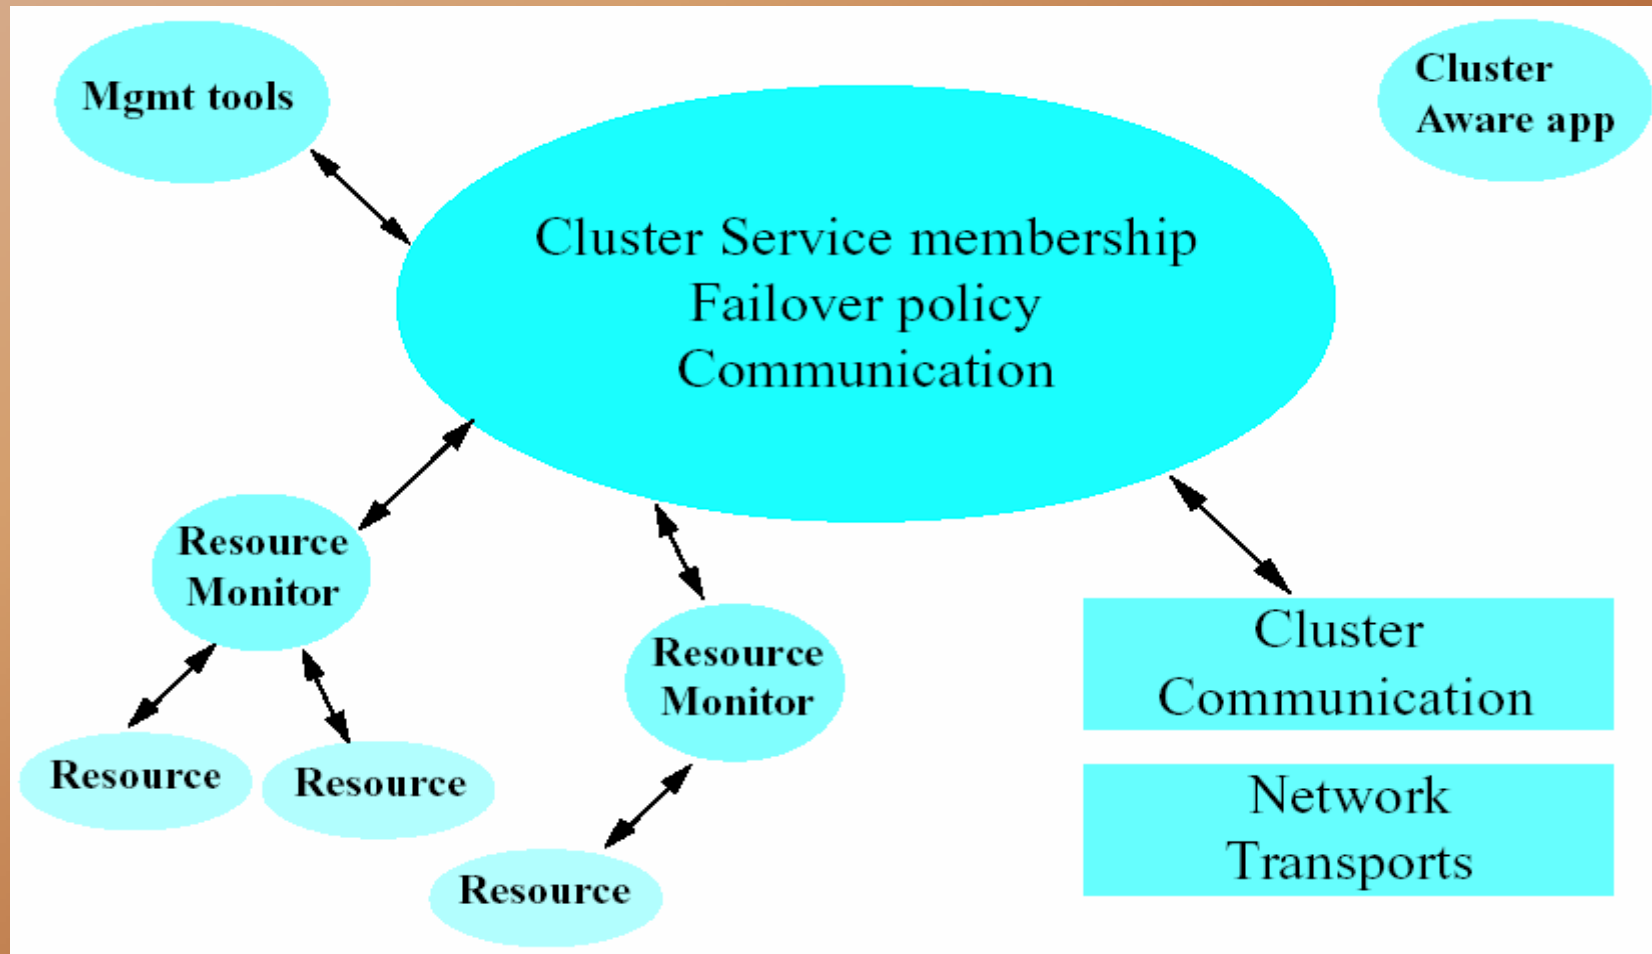 Mgmt tools
Cluster
Aware app
Cluster Service membership
Failover policy
Communication
Resource
Monitor
Resource
Monitor
Cluster
Communication
Resource
Resource
Resource
Network
Transports